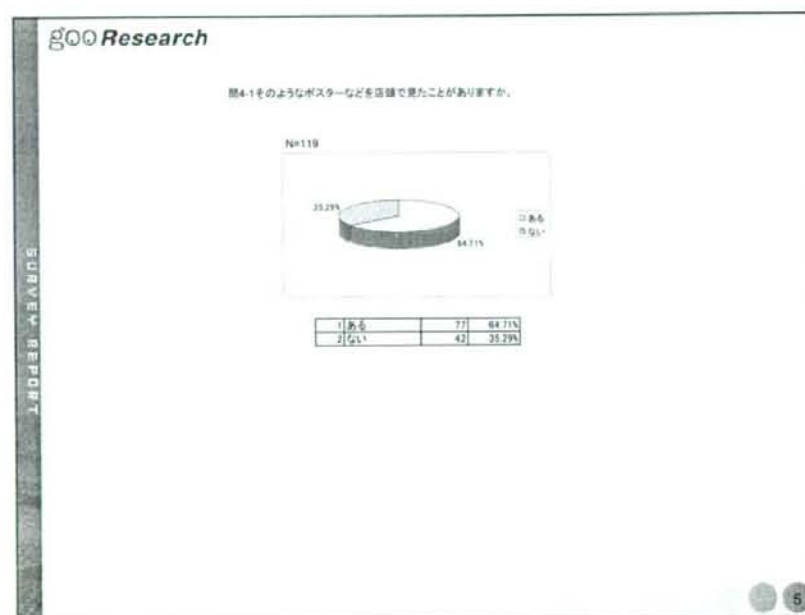 goo Research
問4-1そのようなポスターなどを店頭で見たことがありますか。
N=119
35.29%
64.71%
ある
ない
1 ある 77 64.71%
2 ない 42 35.29%
SURVEY REPORT
5